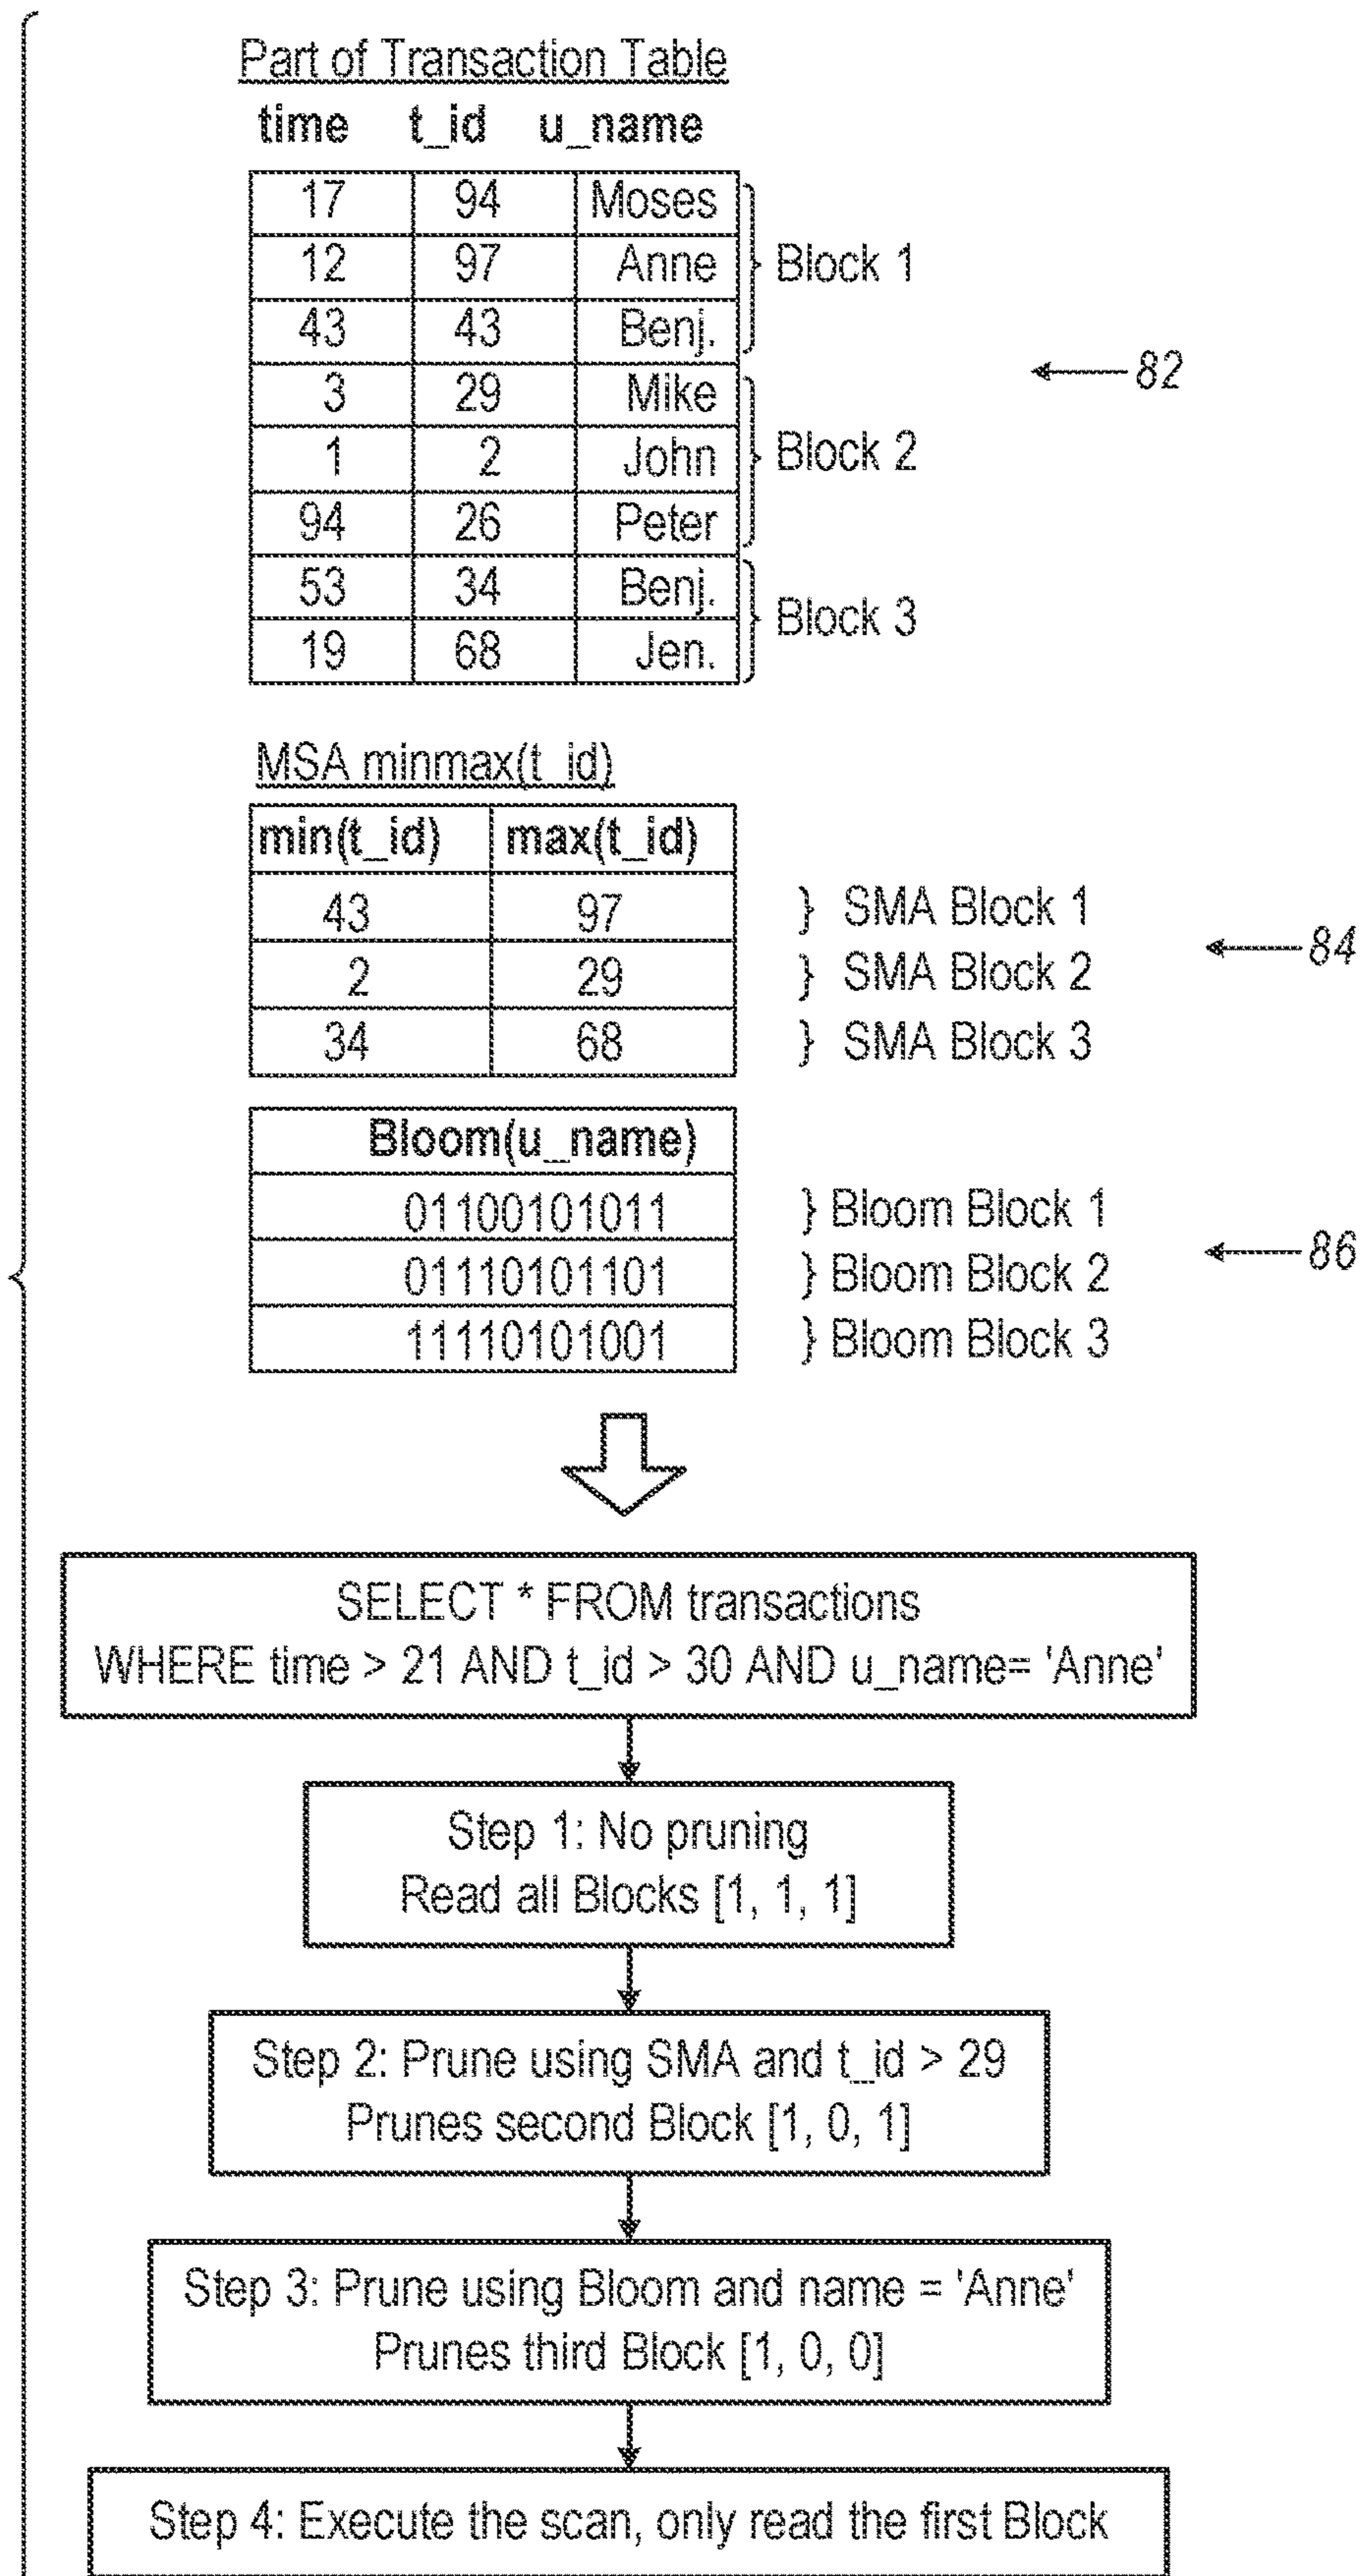 Part of Transaction Table
time t_id u_name
17 94 Moses
12 97 Anne
43 43 Benj.
Block 1
3 29 Mike
1 2 John
94 26 Peter
Block 2
53 34 Benj.
19 68 Jen.
Block 3
82
MSA minmax(t_id)
min(t_id) max(t_id)
43 97 } SMA Block 1
2 29 } SMA Block 2
34 68 } SMA Block 3
84
Bloom(u_name)
01100101011 } Bloom Block 1
01110101101 } Bloom Block 2
11110101001 } Bloom Block 3
86
SELECT * FROM transactions
WHERE time > 21 AND t_id > 30 AND u_name= 'Anne'
Step 1: No pruning
Read all Blocks [1, 1, 1]
Step 2: Prune using SMA and t_id > 29
Prunes second Block [1, 0, 1]
Step 3: Prune using Bloom and name = 'Anne'
Prunes third Block [1, 0, 0]
Step 4: Execute the scan, only read the first Block